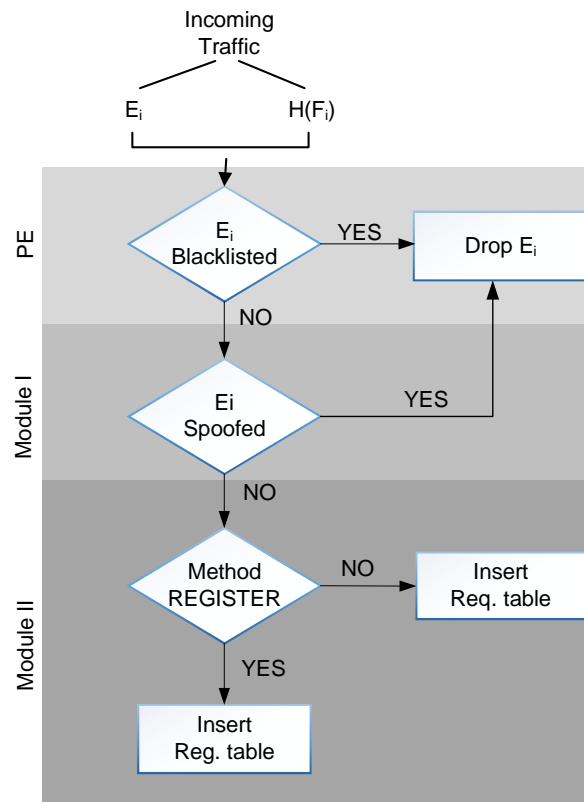 Incoming
Traffic
Ei
H(Fi)
PE
Ei
Blacklisted
YES
Drop Ei
NO
Module I
Ei
Spoofed
YES
NO
Module II
Method
REGISTER
NO
Insert
Req. table
YES
Insert
Reg. table